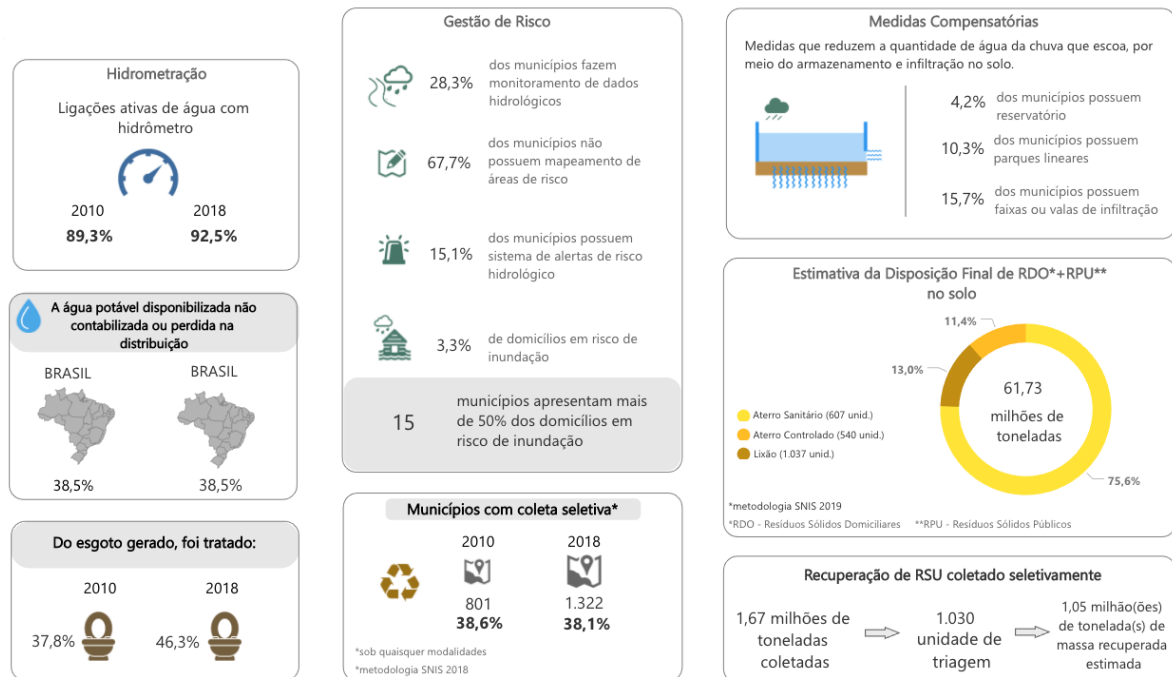 Hidrometração
Ligações ativas de água com
hidrômetro
2010
2018
89,3%
92,5%
A água potável disponibilizada não
contabilizada ou perdida na
distribuição
BRASIL
BRASIL
38,5%
38,5%
Do esgoto gerado, foi tratado:
2010
2018
37,8%
46,3%
Gestão de Risco
28,3%
dos municípios fazem
monitoramento de dados
hidrológicos
67,7%
dos municípios não
possuem mapeamento de
áreas de risco
15,1%
dos municípios possuem
sistema de alertas de risco
hidrológico
3,3%
de domicílios em risco de
inundação
15
municípios apresentam mais
de 50% dos domicílios em
risco de inundação
Municípios com coleta seletiva*
2010
2018
801
1.322
38,6%
38,1%
*sob quaisquer modalidades
*metodologia SNIS 2018
Medidas Compensatórias
Medidas que reduzem a quantidade de água da chuva que escoa, por
meio do armazenamento e infiltração no solo.
4,2%
dos municípios possuem
reservatório
10,3%
dos municípios possuem
parques lineares
15,7%
dos municípios possuem
faixas ou valas de infiltração
Estimativa da Disposição Final de RDO*+RPU**
no solo
11,4%
13,0%
61,73
milhões de
toneladas
Aterro Sanitário (607 unid.)
Aterro Controlado (540 unid.)
Lixão (1.037 unid.)
75,6%
*metodologia SNIS 2019
*RDO - Resíduos Sólidos Domiciliares **RPU - Resíduos Sólidos Públicos
Recuperação de RSU coletado seletivamente
1,67 milhões de
toneladas
coletadas
1.030
unidade de
triagem
1,05 milhão(ões)
de tonelada(s) de
massa recuperada
estimada